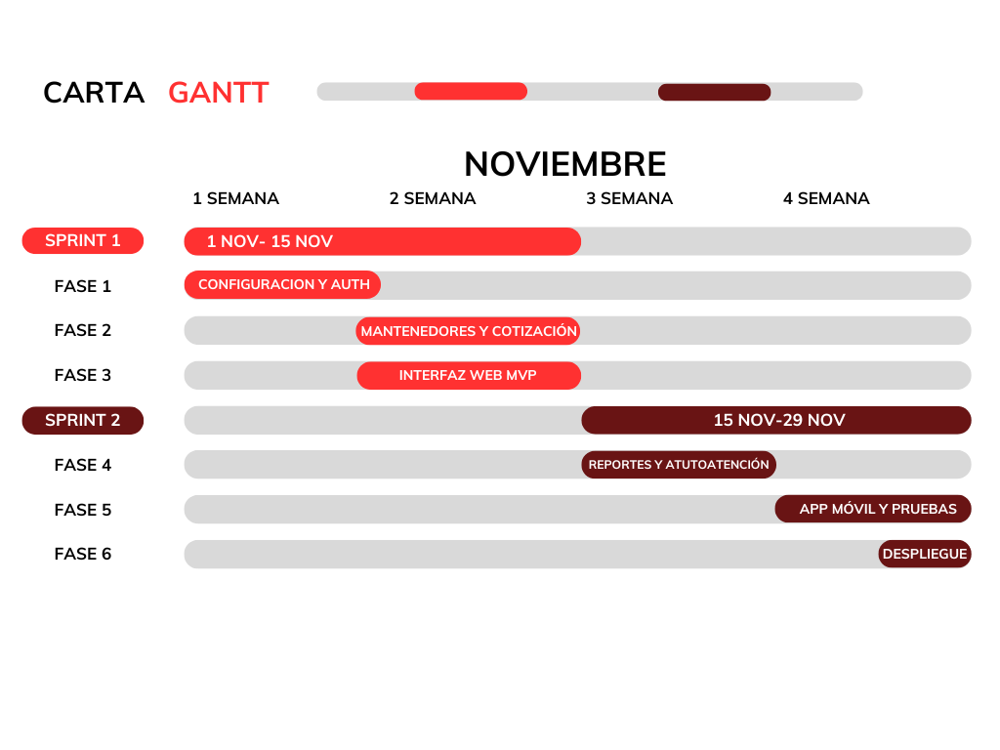 CARTA GANTT
NOVIEMBRE
1 SEMANA 2 SEMANA 3 SEMANA 4 SEMANA
SPRINT 1 1 NOV- 15 NOV
FASE 1 CONFIGURACION Y AUTH
FASE 2 MANTENEDORES Y COTIZACIÓN
FASE 3 INTERFAZ WEB MVP
SPRINT 2 15 NOV-29 NOV
FASE 4 REPORTES Y ATUTOATENCIÓN
FASE 5 APP MÓVIL Y PRUEBAS
FASE 6 DESPLIEGUE